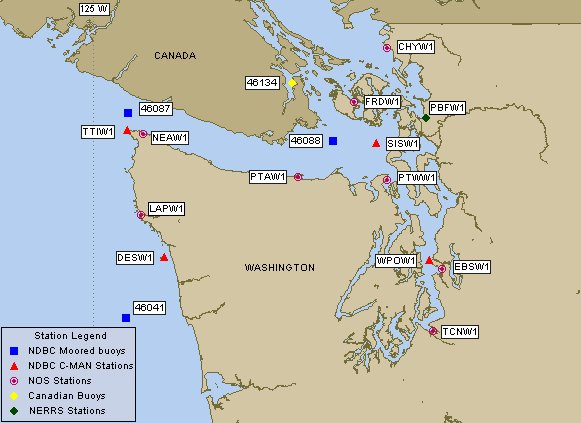 125 W
CHYW1
CANADA
46134
FRDW1
PBFW1
46087
TTIW1
NEAW1
46088
SISW1
PTAW1
PTWW1
LAPW1
DESW1
WASHINGTON
WPOW1
EBSW1
46041
TCNW1
Station Legend
NDBC Moored buoys
NDBC C-MAN Stations
NOS Stations
Canadian Buoys
NERRS Stations